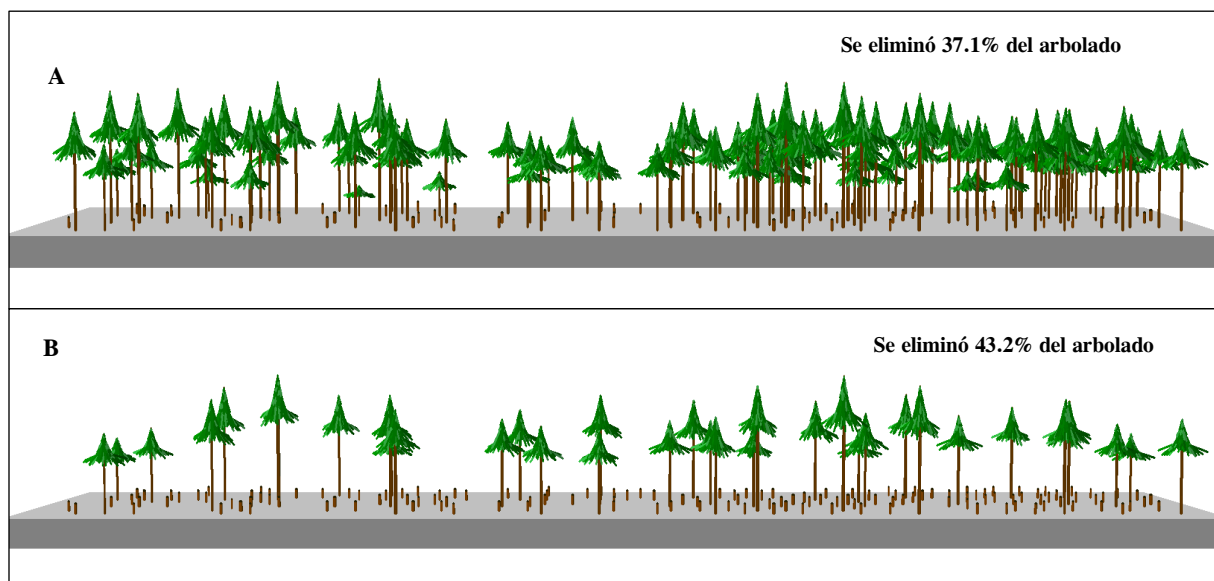 Se eliminó 37.1% del arbolado
A
Se eliminó 43.2% del arbolado
B